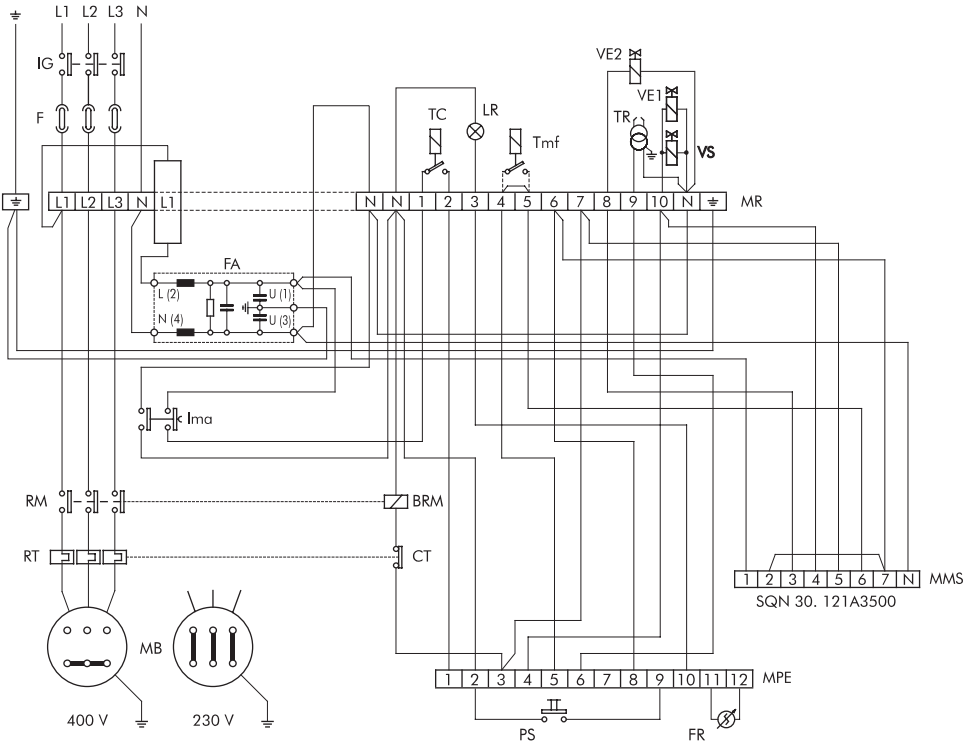 L1 L2 L3 N
IG
F
VE2
VE1
TR
VS
TC
LR
Tmf
L1 L2 L3 N L1
N N 1 2 3 4 5 6 7 8 9 10 N
MR
FA
L (2)
U (1)
N (4)
U (3)
Ima
RM
BRM
RT
CT
1 2 3 4 5 6 7 N
MMS
SQN 30. 121A3500
MB
400 V
230 V
1 2 3 4 5 6 7 8 9 10 11 12
MPE
PS
FR